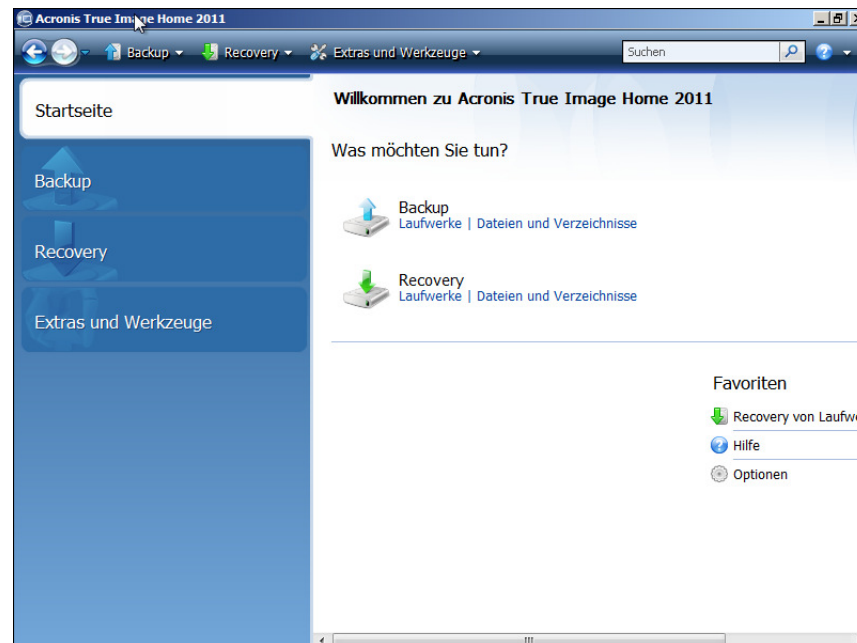 Acronis True Image Home 2011
Backup Recovery Extras und Werkzeuge Suchen
Startseite
Backup
Recovery
Extras und Werkzeuge
Willkommen zu Acronis True Image Home 2011
Was möchten Sie tun?
Backup
Laufwerke | Dateien und Verzeichnisse
Recovery
Laufwerke | Dateien und Verzeichnisse
Favoriten
Recovery von
Hilfe
Optionen